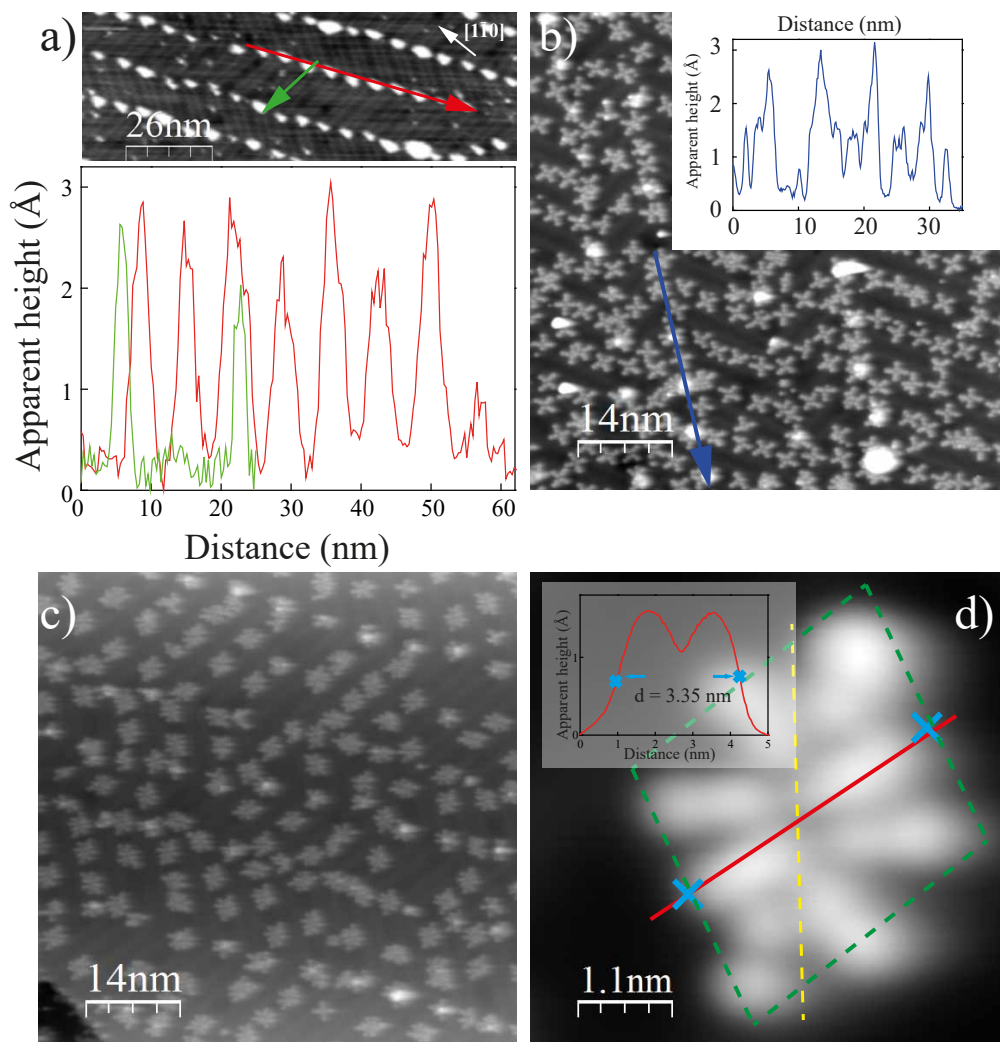 a)
[11̅0]
26nm
Apparent height (Å)
3
2
1
0
0 10 20 30 40 50 60
Distance (nm)
b)
Distance (nm)
Apparent height (Å)
3
2
1
0
0 10 20 30
14nm
c)
14nm
d)
Apparent height (Å)
1
0
d = 3.35 nm
0 1 2 3 4 5
Distance (nm)
1.1nm